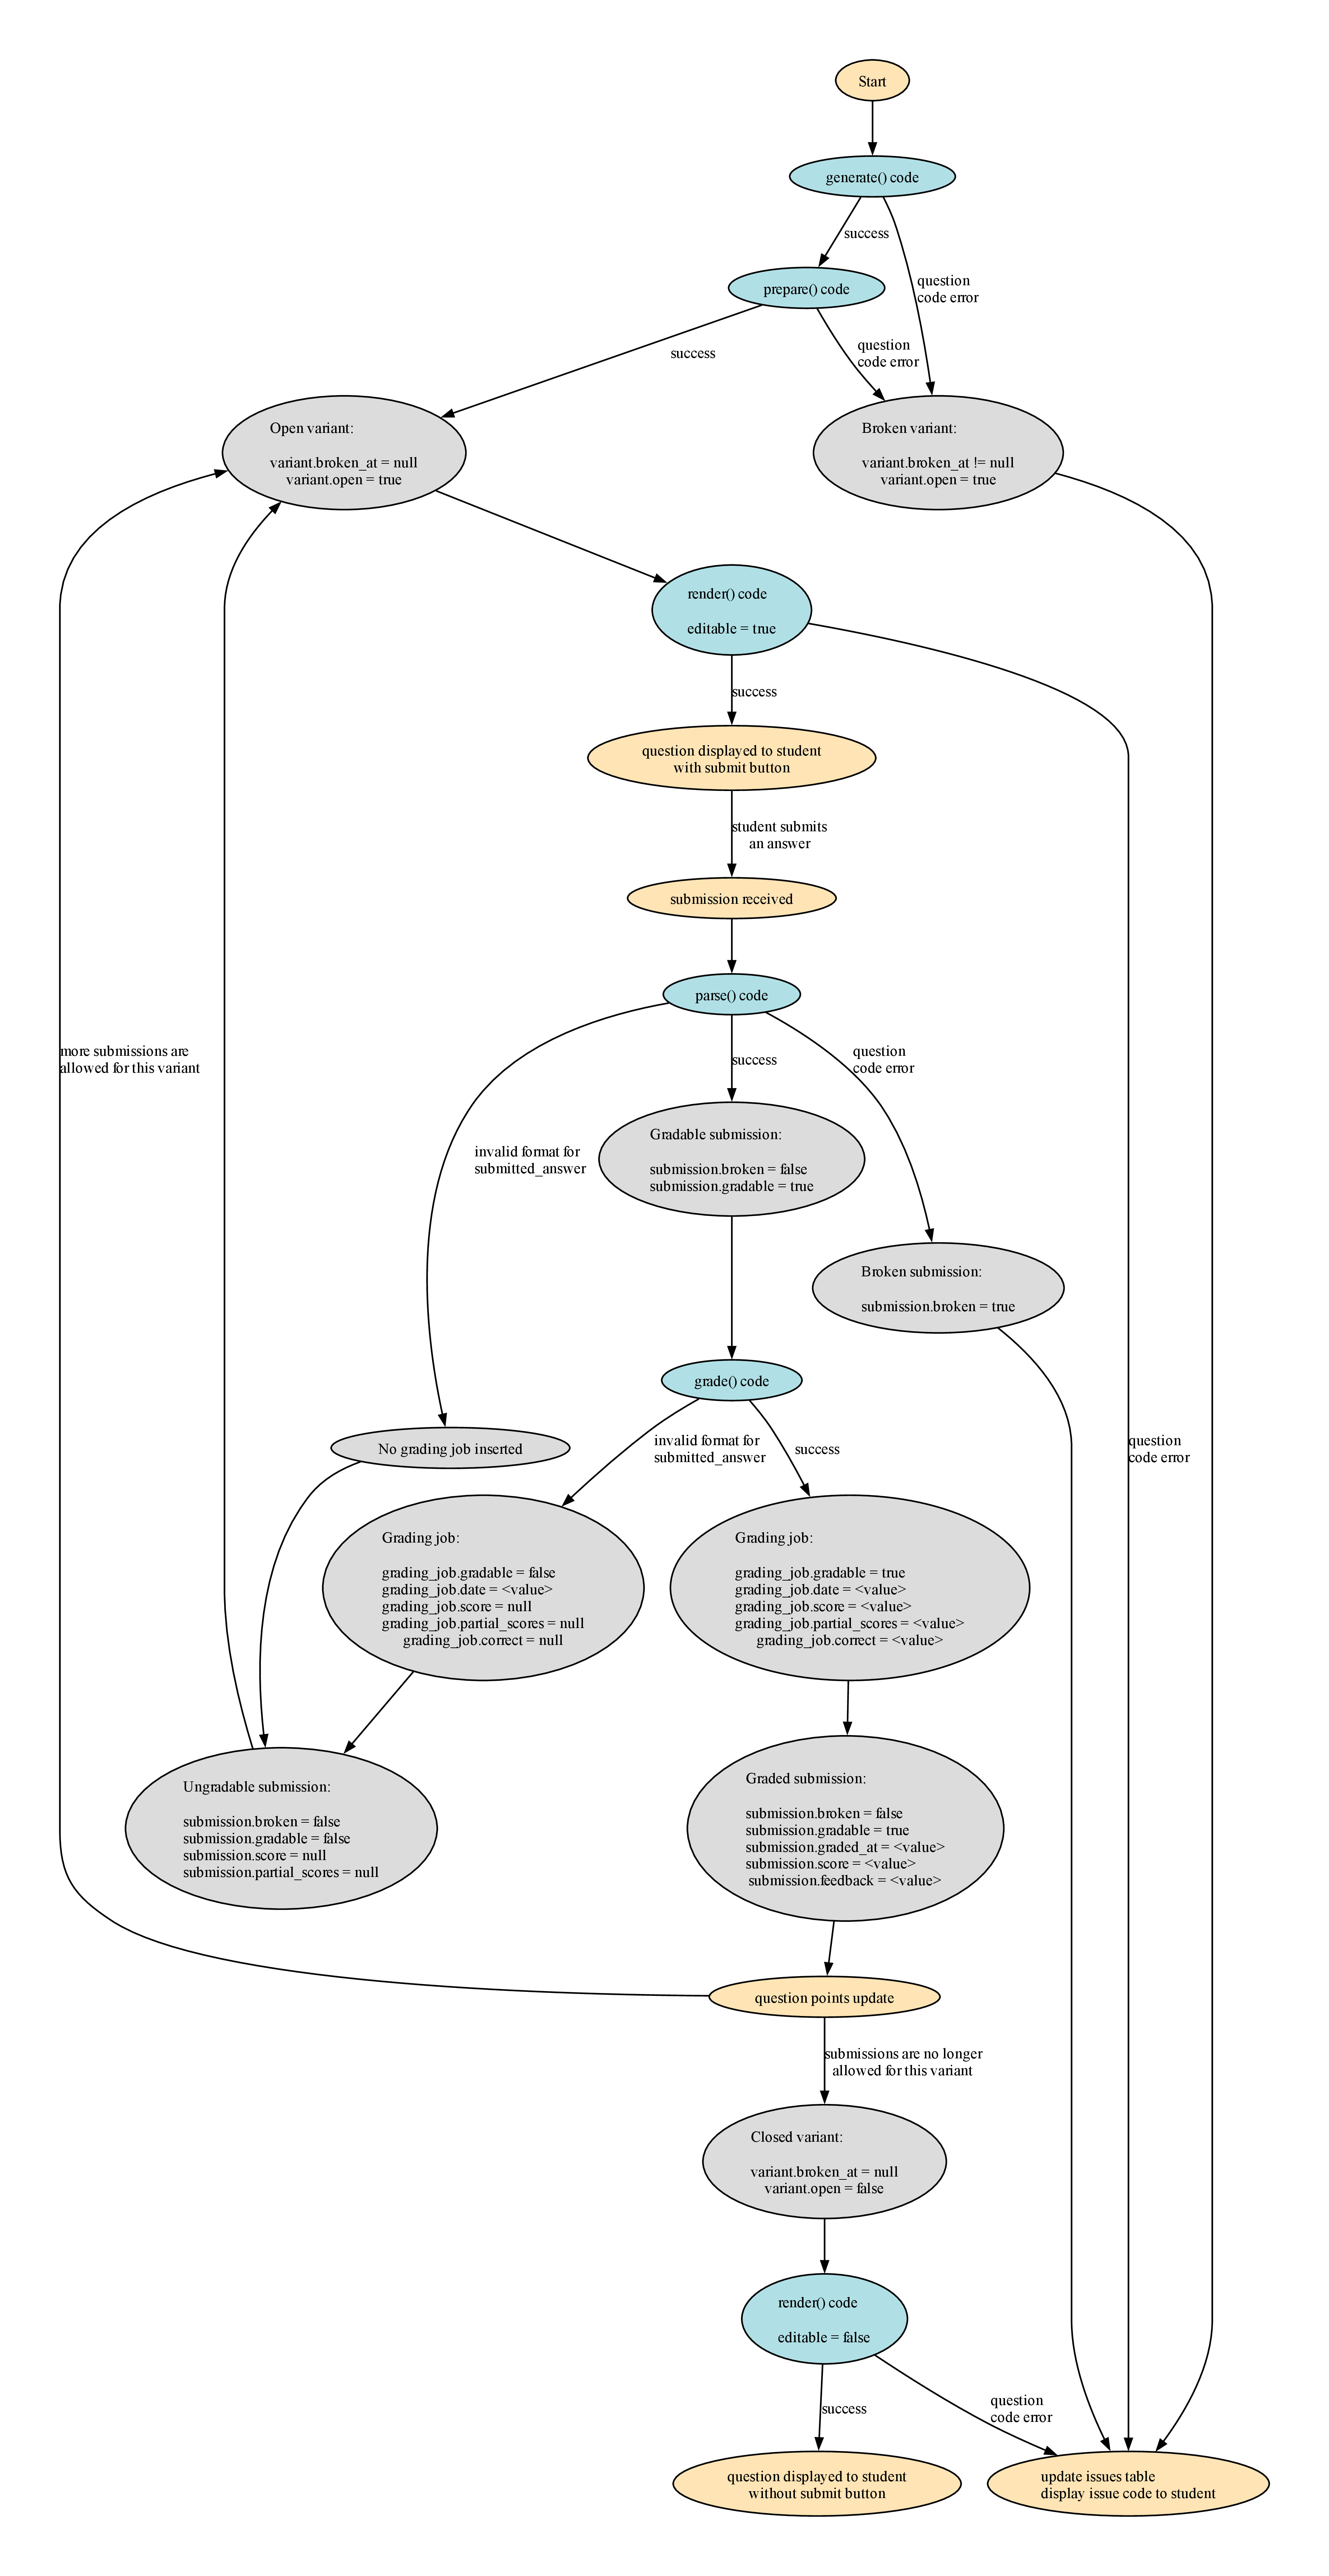 Start
generate() code
success
question
code error
prepare() code
success
question
code error
Open variant:
variant.broken_at = null
variant.open = true
Broken variant:
variant.broken_at != null
variant.open = true
render() code
editable = true
success
question displayed to student
with submit button
student submits
an answer
submission received
parse() code
more submissions are
allowed for this variant
success
question
code error
invalid format for
submitted_answer
Gradable submission:
submission.broken = false
submission.gradable = true
Broken submission:
submission.broken = true
grade() code
No grading job inserted
invalid format for
submitted_answer
success
question
code error
Grading job:
grading_job.gradable = false
grading_job.date = <value>
grading_job.score = null
grading_job.partial_scores = null
grading_job.correct = null
Grading job:
grading_job.gradable = true
grading_job.date = <value>
grading_job.score = <value>
grading_job.partial_scores = <value>
grading_job.correct = <value>
Ungradable submission:
submission.broken = false
submission.gradable = false
submission.score = null
submission.partial_scores = null
Graded submission:
submission.broken = false
submission.gradable = true
submission.graded_at = <value>
submission.score = <value>
submission.feedback = <value>
question points update
submissions are no longer
allowed for this variant
Closed variant:
variant.broken_at = null
variant.open = false
render() code
editable = false
success
question
code error
question displayed to student
without submit button
update issues table
display issue code to student